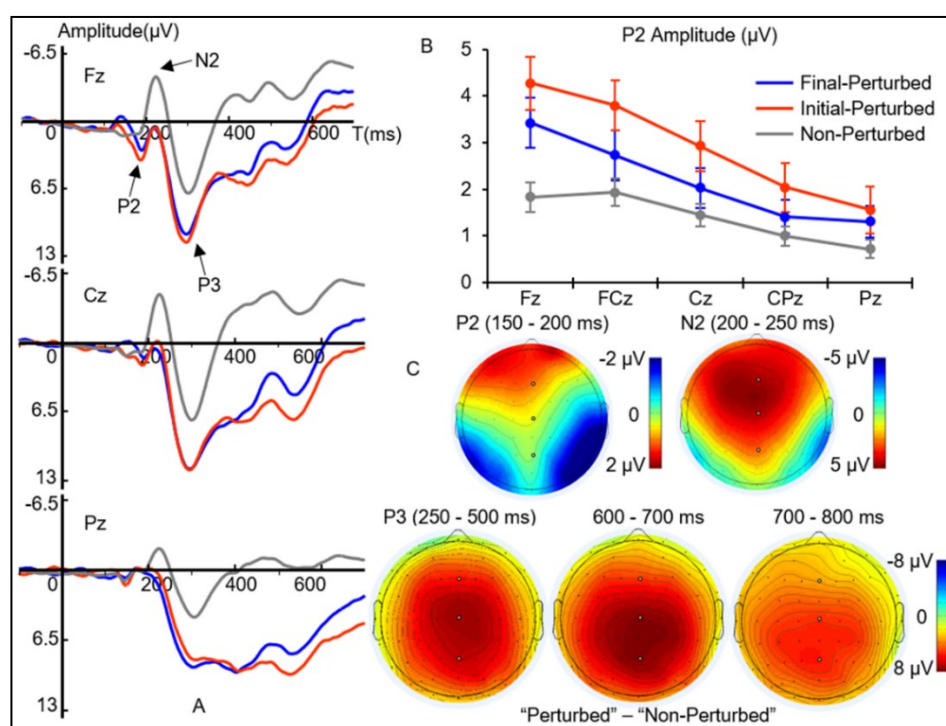 Amplitude(µV)
-6.5
Fz
N2
0
200
400
600
T(ms)
P2
6.5
P3
13
-6.5
Cz
0
200
400
600
6.5
13
-6.5
Pz
0
200
400
600
6.5
13
A
B
P2 Amplitude (µV)
5
4
3
2
1
0
Final-Perturbed
Initial-Perturbed
Non-Perturbed
Fz
FCz
Cz
CPz
Pz
C
P2 (150 - 200 ms)
-2 µV
0
2 µV
N2 (200 - 250 ms)
-5 µV
0
5 µV
P3 (250 - 500 ms)
600 - 700 ms
700 - 800 ms
-8 µV
0
8 µV
“Perturbed” – “Non-Perturbed”